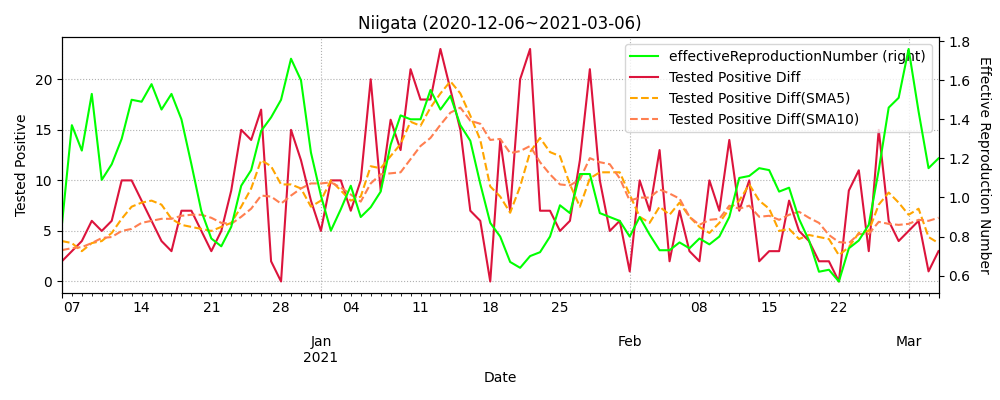 Niigata (2020-12-06~2021-03-06)
effectiveReproductionNumber (right)
Tested Positive Diff
Tested Positive Diff(SMA5)
Tested Positive Diff(SMA10)
Tested Positive
20
15
10
5
0
Effective Reproduction Number
1.8
1.6
1.4
1.2
1.0
0.8
0.6
07 14 21 28 04 11 18 25 08 15 22
Jan Feb Mar
2021
Date